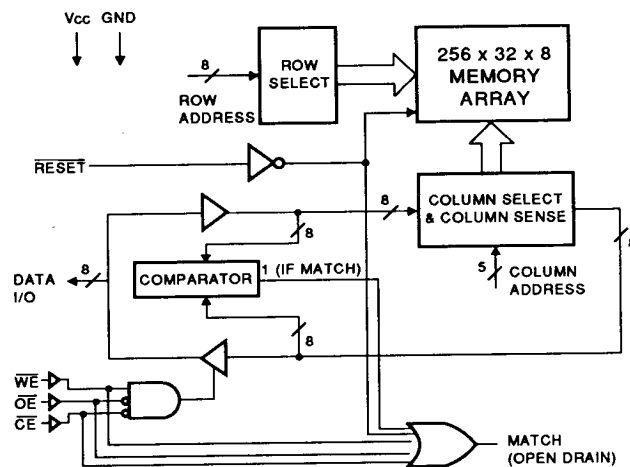 Vcc GND
8
ROW
ADDRESS
ROW
SELECT
256 x 32 x 8
MEMORY
ARRAY
RESET
8
8
COLUMN SELECT
& COLUMN SENSE
DATA
I/O
8
COMPARATOR
1 (IF MATCH)
5
COLUMN
ADDRESS
8
WE
OE
CE
MATCH
(OPEN DRAIN)